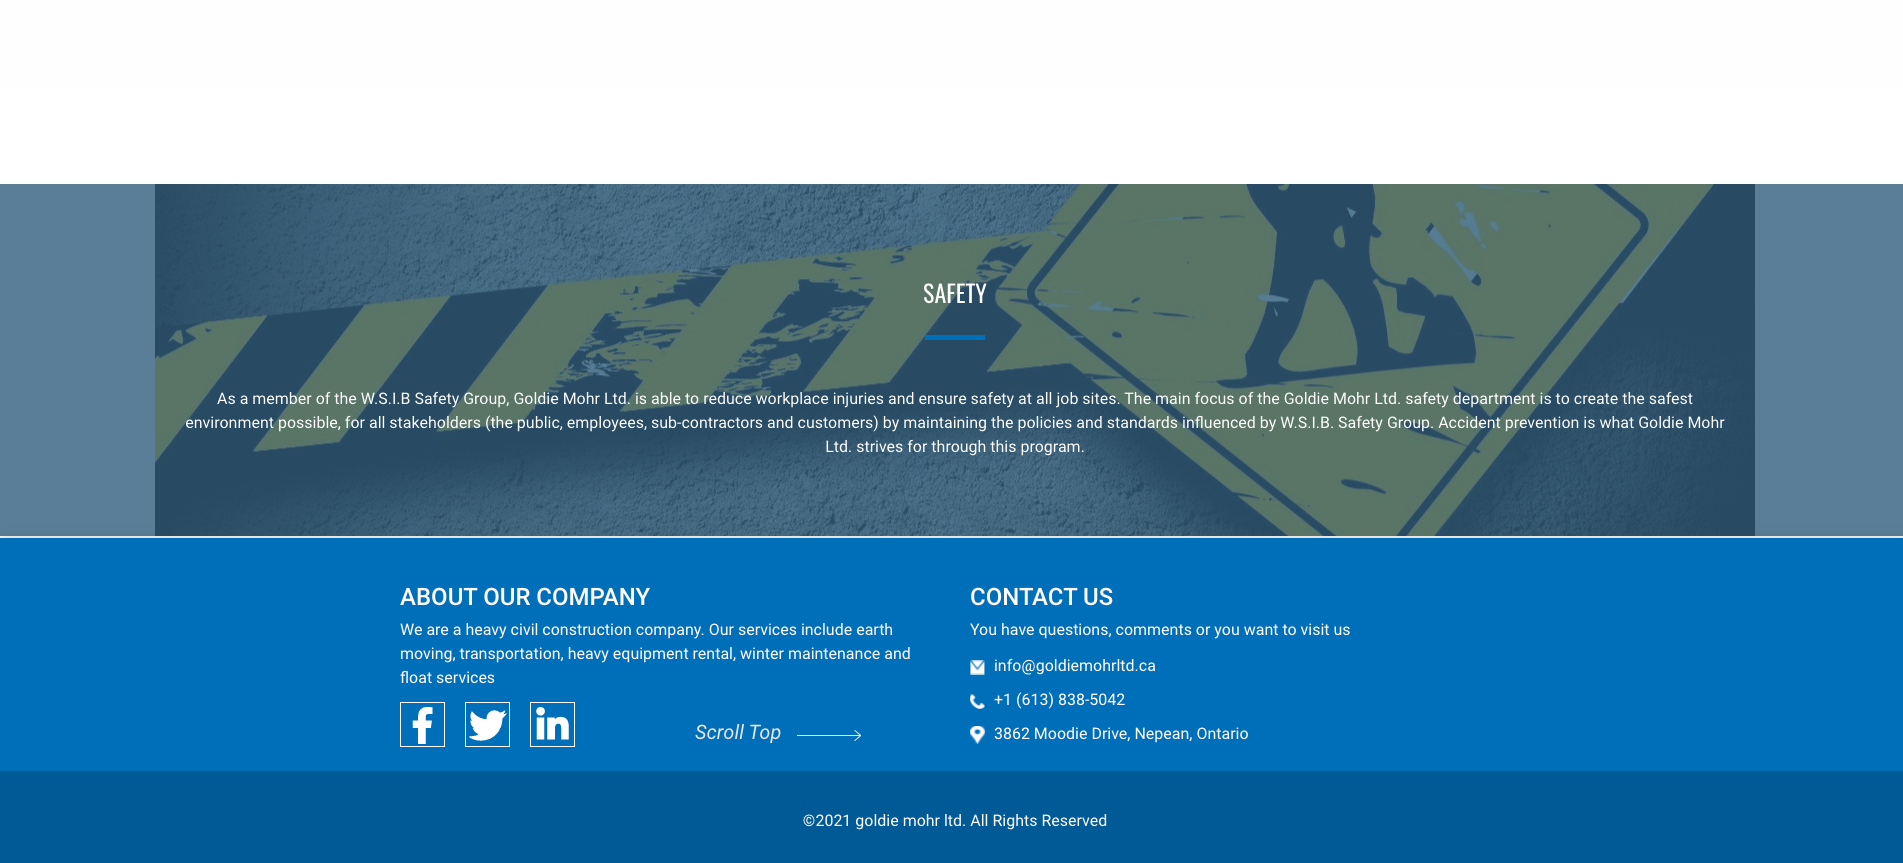 SAFETY
As a member of the W.S.I.B Safety Group, Goldie Mohr Ltd. is able to reduce workplace injuries and ensure safety at all job sites. The main focus of the Goldie Mohr Ltd. safety department is to create the safest
environment possible, for all stakeholders (the public, employees, sub-contractors and customers) by maintaining the policies and standards influenced by W.S.I.B. Safety Group. Accident prevention is what Goldie Mohr
Ltd. strives for through this program.
ABOUT OUR COMPANY
We are a heavy civil construction company. Our services include earth
moving, transportation, heavy equipment rental, winter maintenance and
float services
Scroll Top
CONTACT US
You have questions, comments or you want to visit us
info@goldiemohrltd.ca
+1 (613) 838-5042
3862 Moodie Drive, Nepean, Ontario
©2021 goldie mohr ltd. All Rights Reserved